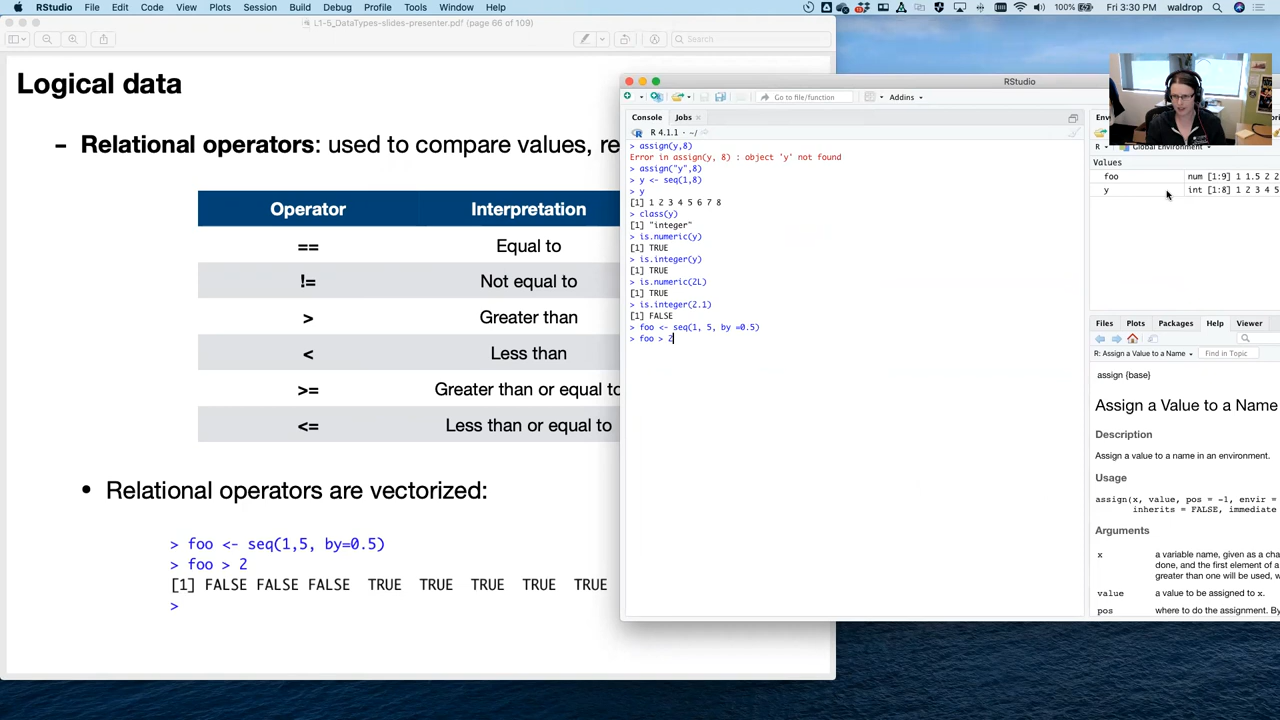 RStudio File Edit Code View Plots Session Build Debug Profile Tools Window Help 100% Fri 3:30 PM waldrop
L1-5_DataTypes-slides-presenter.pdf (page 66 of 109)
Search
Logical data
– Relational operators: used to compare values, re
Operator Interpretation
== Equal to
!= Not equal to
> Greater than
< Less than
>= Greater than or equal to
<= Less than or equal to
• Relational operators are vectorized:
> foo <- seq(1,5, by=0.5)
> foo > 2
[1] FALSE FALSE FALSE TRUE TRUE TRUE TRUE TRUE
>
RStudio
Go to file/function
Addins
Console Jobs
R 4.1.1 · ~/
> assign(y,8)
Error in assign(y, 8) : object 'y' not found
> assign("y",8)
> y <- seq(1,8)
> y
[1] 1 2 3 4 5 6 7 8
> class(y)
[1] "integer"
> is.numeric(y)
[1] TRUE
> is.integer(y)
[1] TRUE
> is.numeric(2L)
[1] TRUE
> is.integer(2.1)
[1] FALSE
> foo <- seq(1, 5, by =0.5)
> foo > 2
Env
R Global Environment
Values
foo num [1:9] 1 1.5 2 2
y int [1:8] 1 2 3 4 5
Files Plots Packages Help Viewer
R: Assign a Value to a Name Find in Topic
assign {base}
Assign a Value to a Name
Description
Assign a value to a name in an environment.
Usage
assign(x, value, pos = -1, envir =
inherits = FALSE, immediate
Arguments
x a variable name, given as a cha
done, and the first element of a
greater than one will be used, w
value a value to be assigned to x.
pos where to do the assignment. By